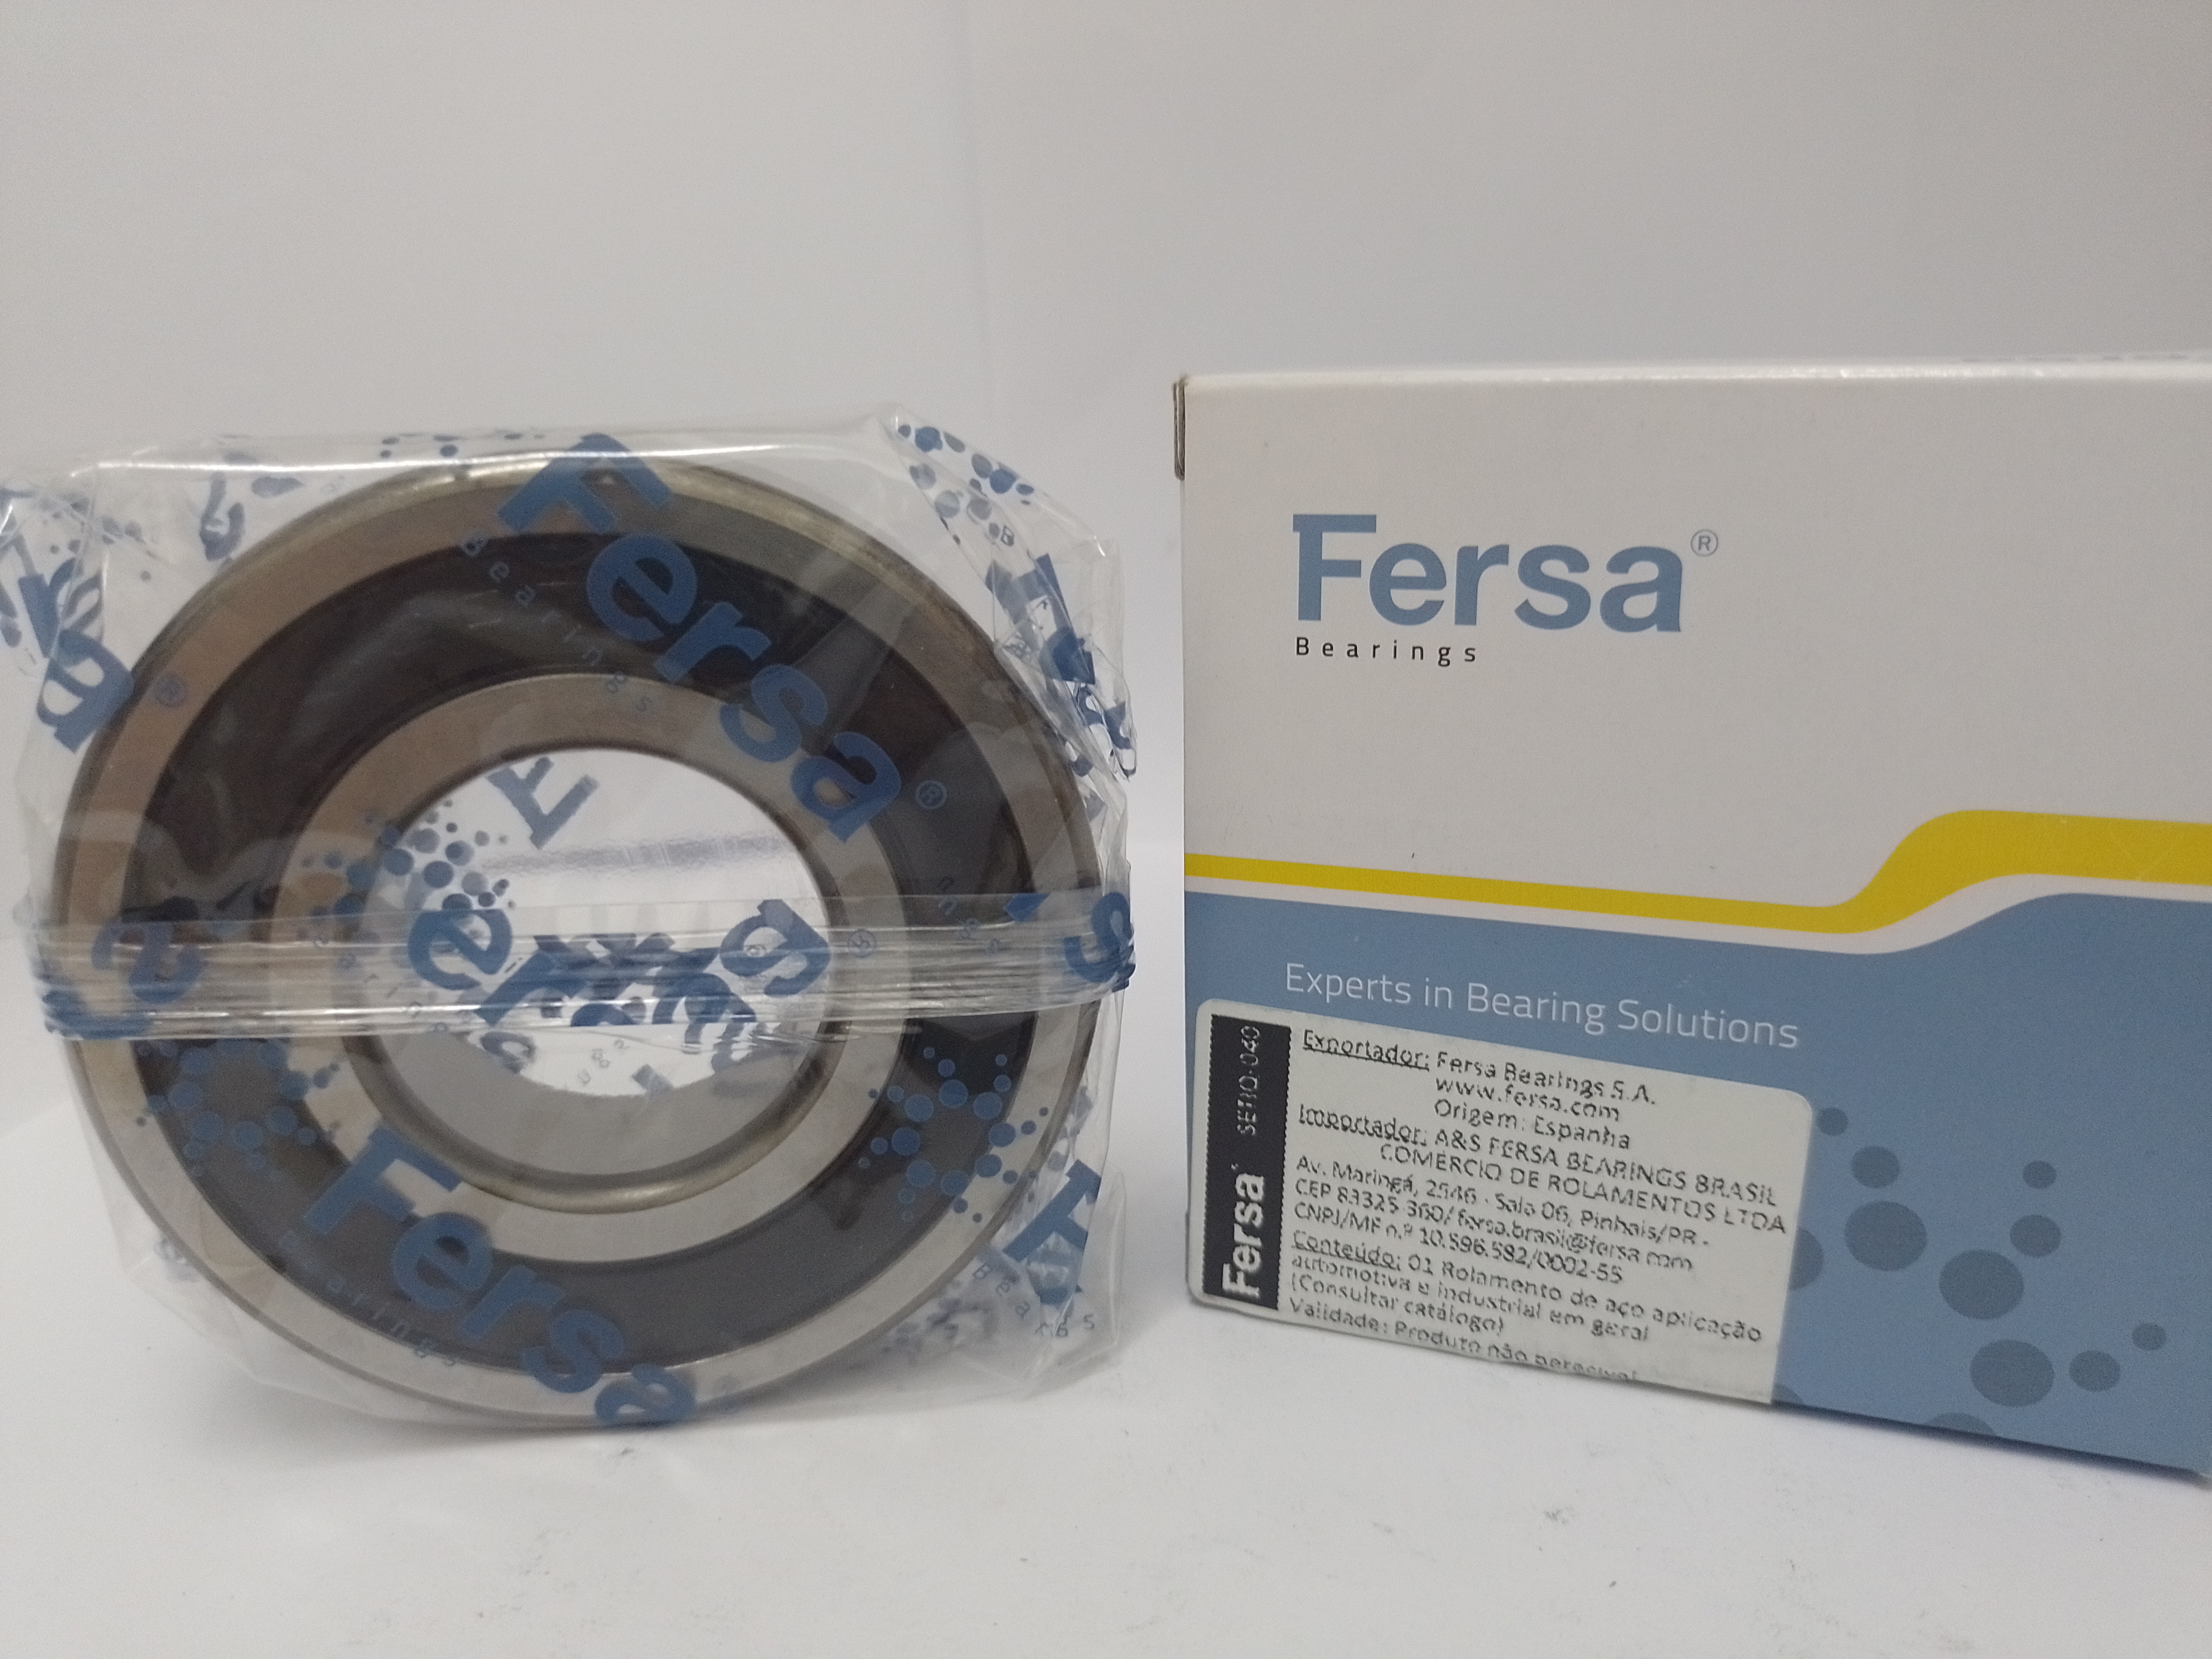 Fersa®
Bearings
Fersa®
Bearings
Experts in Bearing Solutions
Fersa
Exportador: Fersa Bearings S.A.
www.fersa.com
Origem: Espanha
Importador: A&S FERSA BEARINGS BRASIL
COMERCIO DE ROLAMENTOS LTDA
Av. Maringá, 2546 - Sala 06, Pinhais/PR -
CEP 83325-360/ fersa.brasil@fersa.com
CNPJ/MF n.º 10.596.582/0002-55
Conteúdo: 01 Rolamento de aço aplicação
automotiva e industrial em geral
(Consultar catálogo)
Validade: Produto não perecível
Fersa